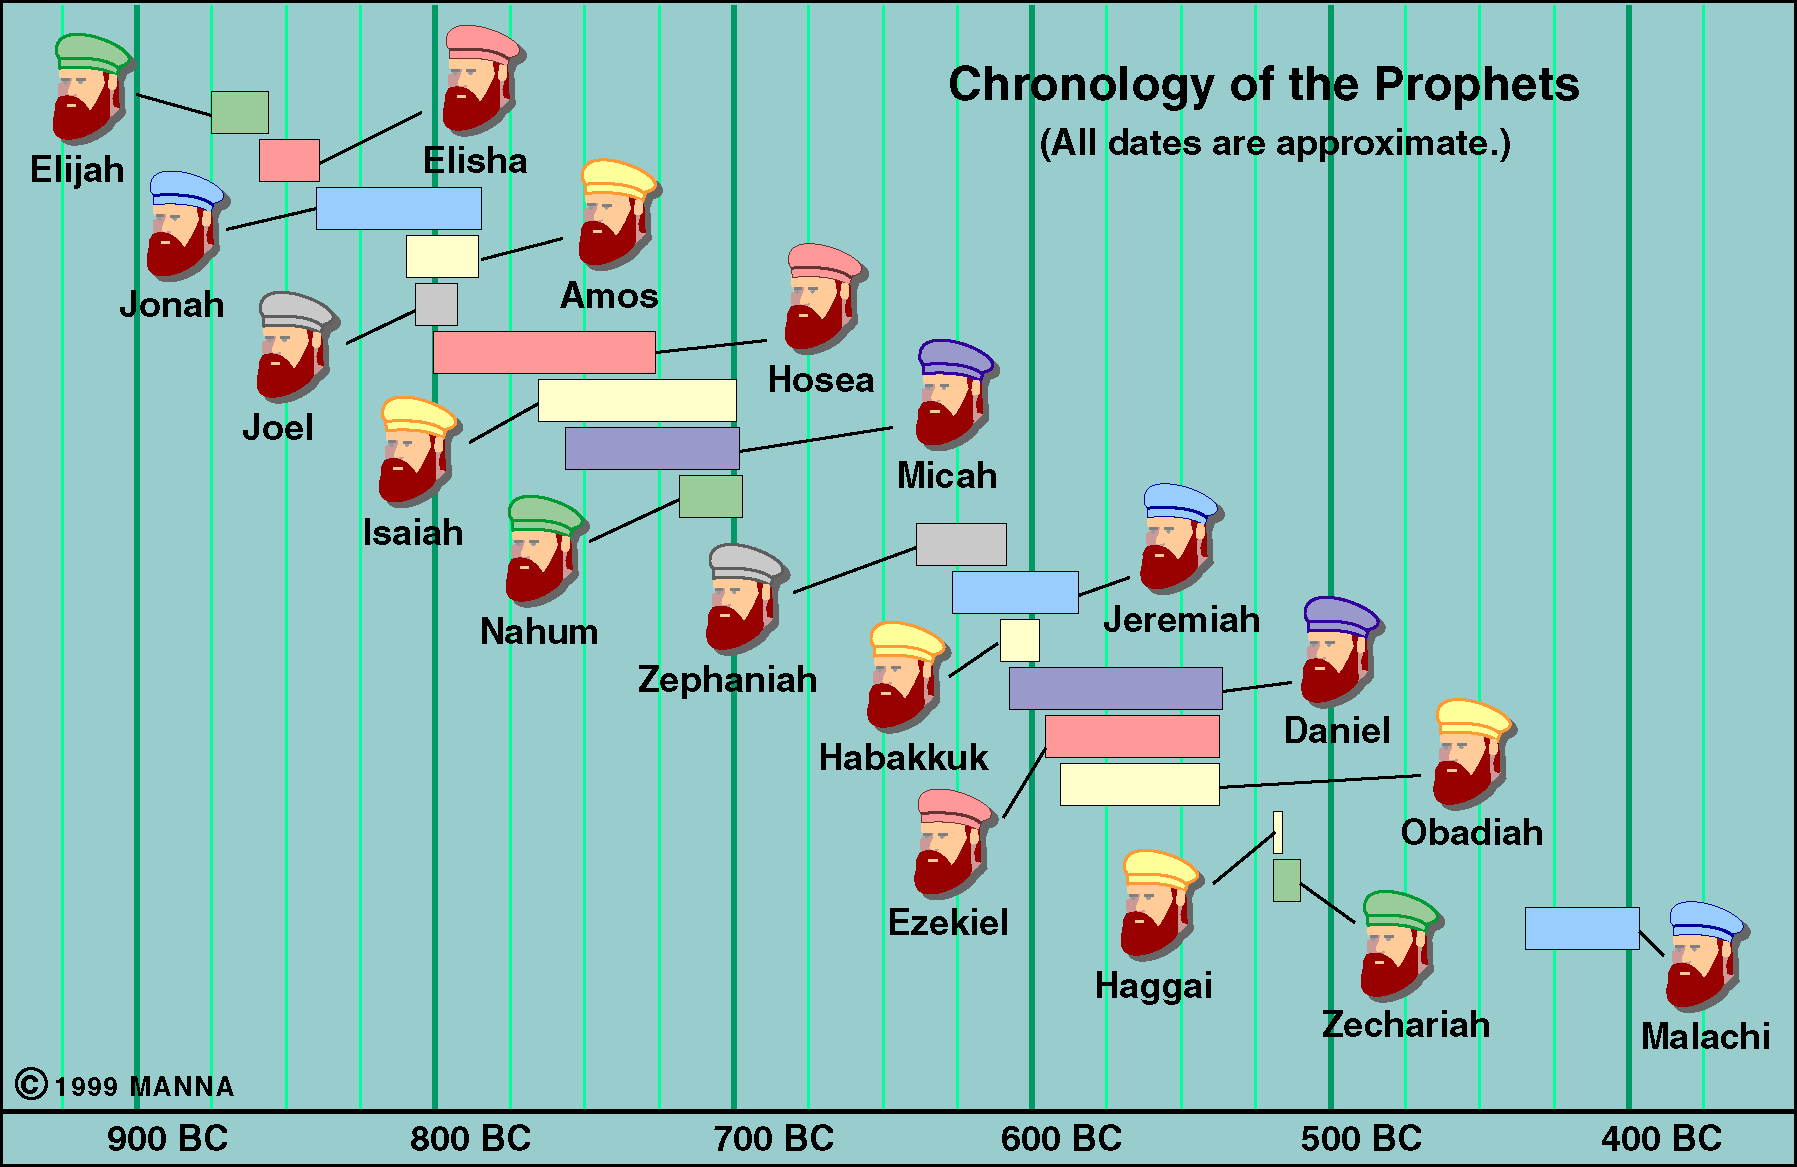 Chronology of the Prophets
(All dates are approximate.)
Elijah
Elisha
Jonah
Amos
Joel
Hosea
Isaiah
Micah
Nahum
Zephaniah
Jeremiah
Habakkuk
Daniel
Ezekiel
Obadiah
Haggai
Zechariah
Malachi
© 1999 MANNA
900 BC 800 BC 700 BC 600 BC 500 BC 400 BC